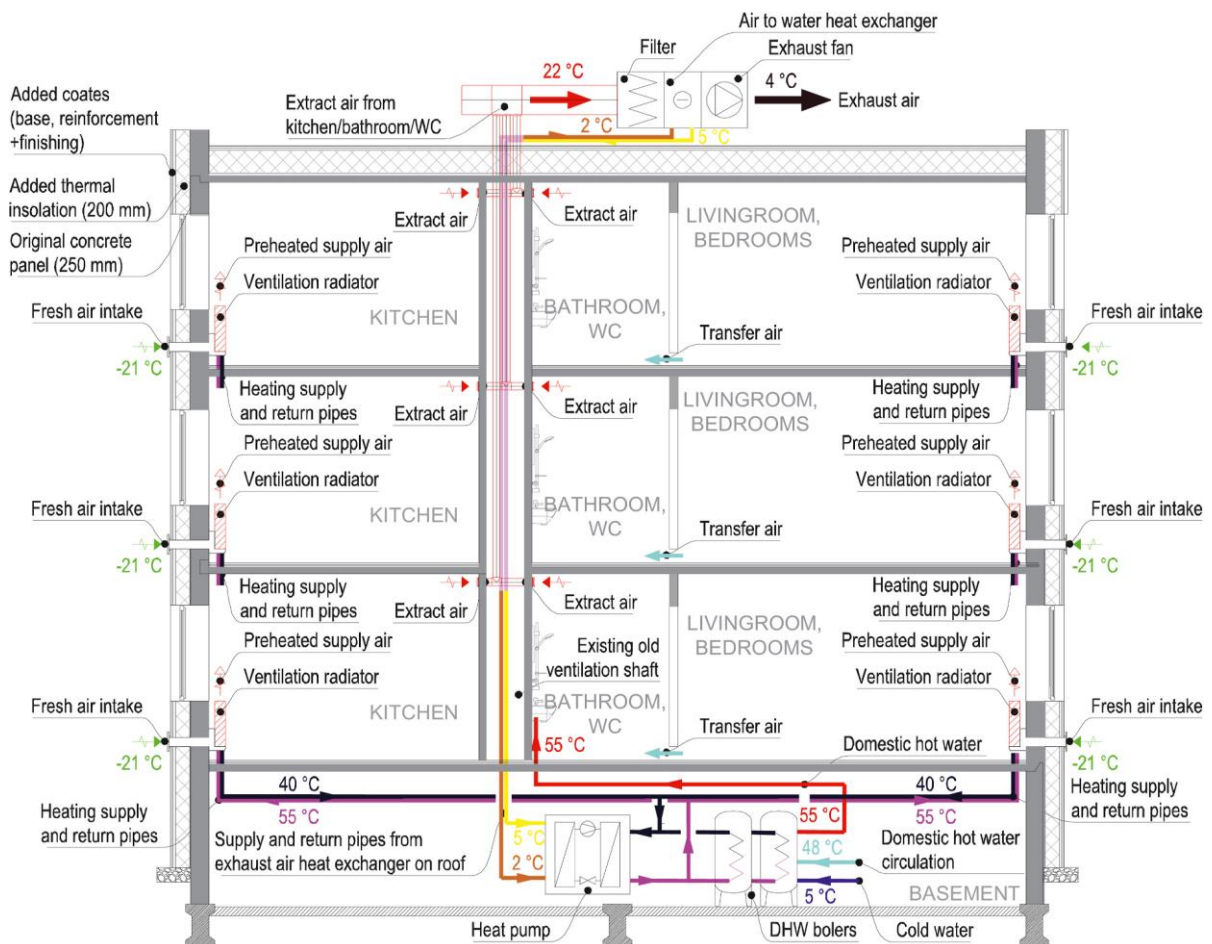 Air to water heat exchanger
Filter
Exhaust fan
22 °C
4 °C
Exhaust air
Added coates
(base, reinforcement
+finishing)
Extract air from
kitchen/bathroom/WC
2 °C
5 °C
Added thermal
insolation (200 mm)
Original concrete
panel (250 mm)
Extract air
Extract air
LIVINGROOM,
BEDROOMS
Preheated supply air
Preheated supply air
Ventilation radiator
Ventilation radiator
Fresh air intake
KITCHEN
BATHROOM,
WC
Fresh air intake
Transfer air
-21 °C
-21 °C
Heating supply
and return pipes
Extract air
Extract air
LIVINGROOM,
BEDROOMS
Heating supply
and return pipes
Preheated supply air
Preheated supply air
Ventilation radiator
Ventilation radiator
Fresh air intake
KITCHEN
BATHROOM,
WC
Fresh air intake
Transfer air
-21 °C
-21 °C
Heating supply
and return pipes
Extract air
Extract air
LIVINGROOM,
BEDROOMS
Heating supply
and return pipes
Preheated supply air
Existing old
ventilation shaft
Preheated supply air
Ventilation radiator
Ventilation radiator
Fresh air intake
KITCHEN
BATHROOM,
WC
Fresh air intake
Transfer air
-21 °C
55 °C
Domestic hot water
-21 °C
40 °C
40 °C
55 °C
55 °C
55 °C
Heating supply
and return pipes
Heating supply
and return pipes
Supply and return pipes from
exhaust air heat exchanger on roof
5 °C
2 °C
48 °C
Domestic hot water
circulation
5 °C
BASEMENT
Heat pump
DHW bolers
Cold water